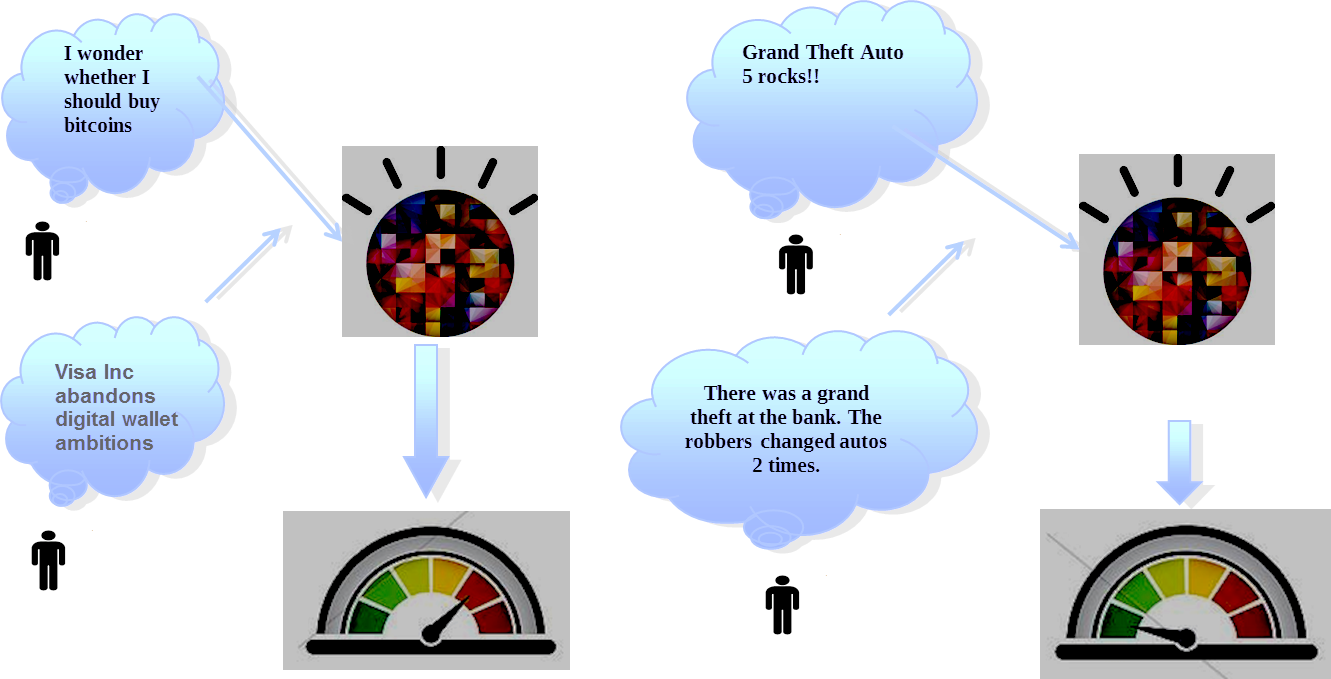 I wonder
whether I
should buy
bitcoins
Grand Theft Auto
5 rocks!!
Visa Inc
abandons
digital wallet
ambitions
There was a grand
theft at the bank. The
robbers changed autos
2 times.